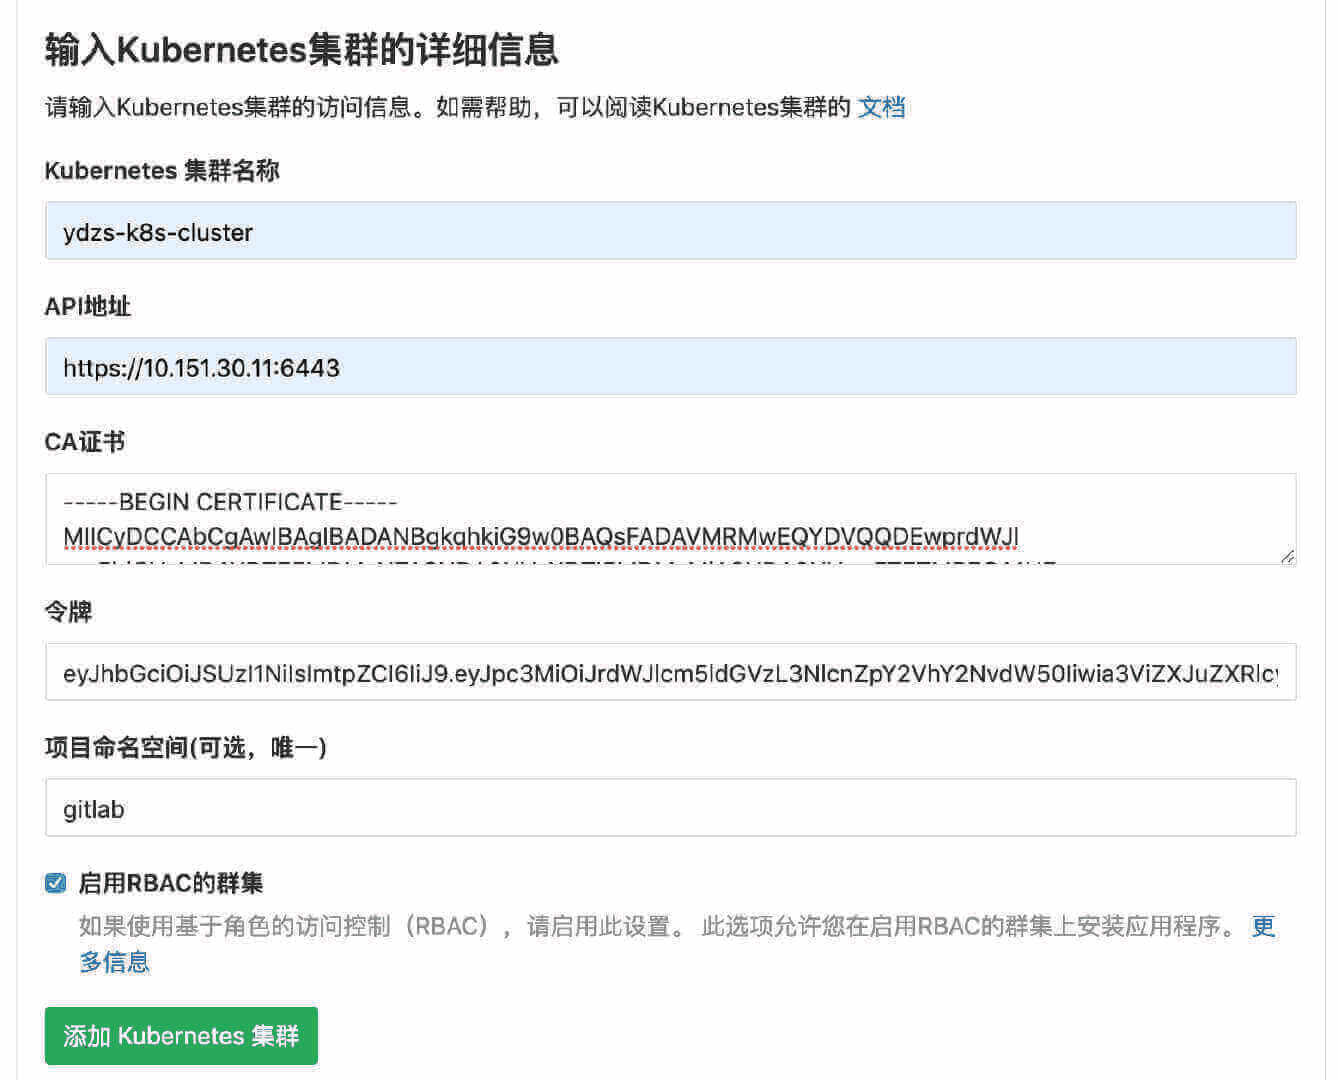 输入Kubernetes集群的详细信息
请输入Kubernetes集群的访问信息。如需帮助，可以阅读Kubernetes集群的 文档
Kubernetes 集群名称
ydzs-k8s-cluster
API地址
https://10.151.30.11:6443
CA证书
-----BEGIN CERTIFICATE-----
MIICyDCCAbCgAwIBAgIBADANBgkqhkiG9w0BAQsFADAVMRMwEQYDVQQDEwprdWJl
令牌
eyJhbGciOiJSUzI1NiIsImtpZCI6IiJ9.eyJpc3MiOiJrdWJlcm5ldGVzL3NlcnZpY2VhY2NvdW50Iiwia3ViZXJuZXRlcy
项目命名空间(可选，唯一)
gitlab
启用RBAC的群集
如果使用基于角色的访问控制（RBAC），请启用此设置。 此选项允许您在启用RBAC的群集上安装应用程序。 更
多信息
添加 Kubernetes 集群